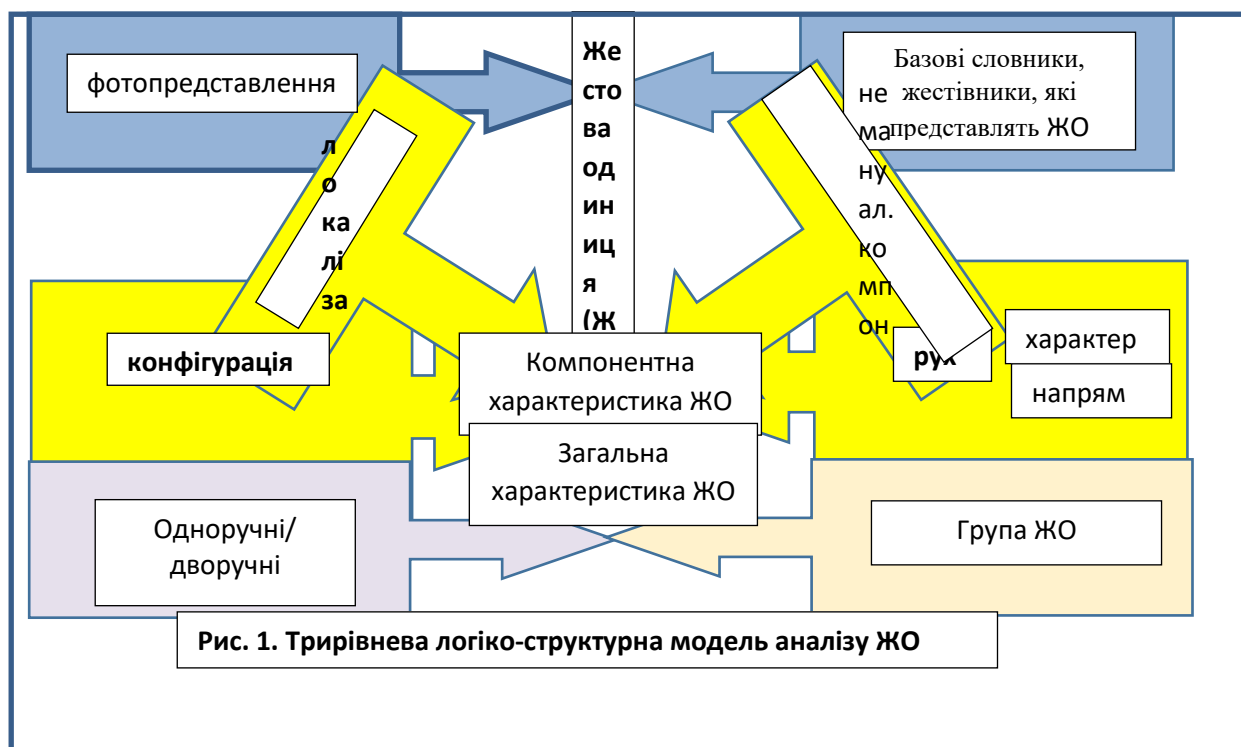 фотопредставлення
Же
сто
ва
од
ин
иц
я
(Ж
Базові словники,
жестівники, які
представлять ЖО
л
о
ка
лі
за
не
ма
ну
ал.
ко
мп
он
конфігурація
Компонентна
характеристика ЖО
рух
характер
напрям
Загальна
характеристика ЖО
Одноручні/
дворучні
Група ЖО
Рис. 1. Трирівнева логіко-структурна модель аналізу ЖО